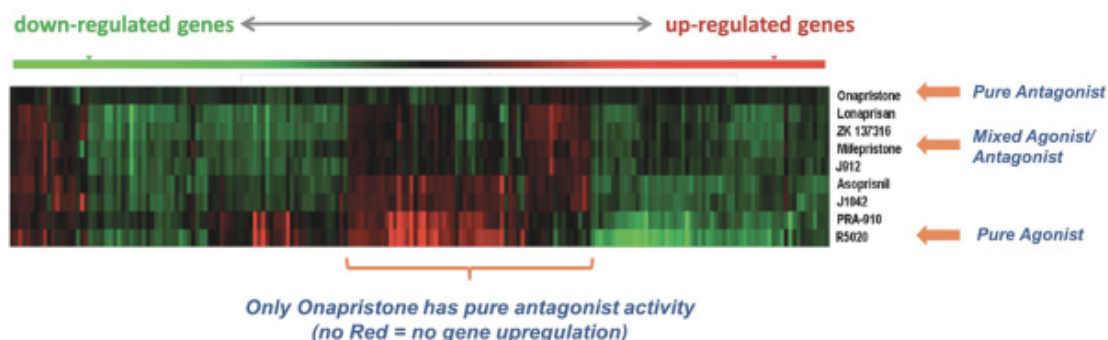 down-regulated genes
up-regulated genes
Onapristone
Pure Antagonist
Lonaprisan
ZK 137316
Mifepristone
Mixed Agonist/
Antagonist
J912
Asoprisnil
J1042
PRA-910
R5020
Pure Agonist
Only Onapristone has pure antagonist activity
(no Red = no gene upregulation)